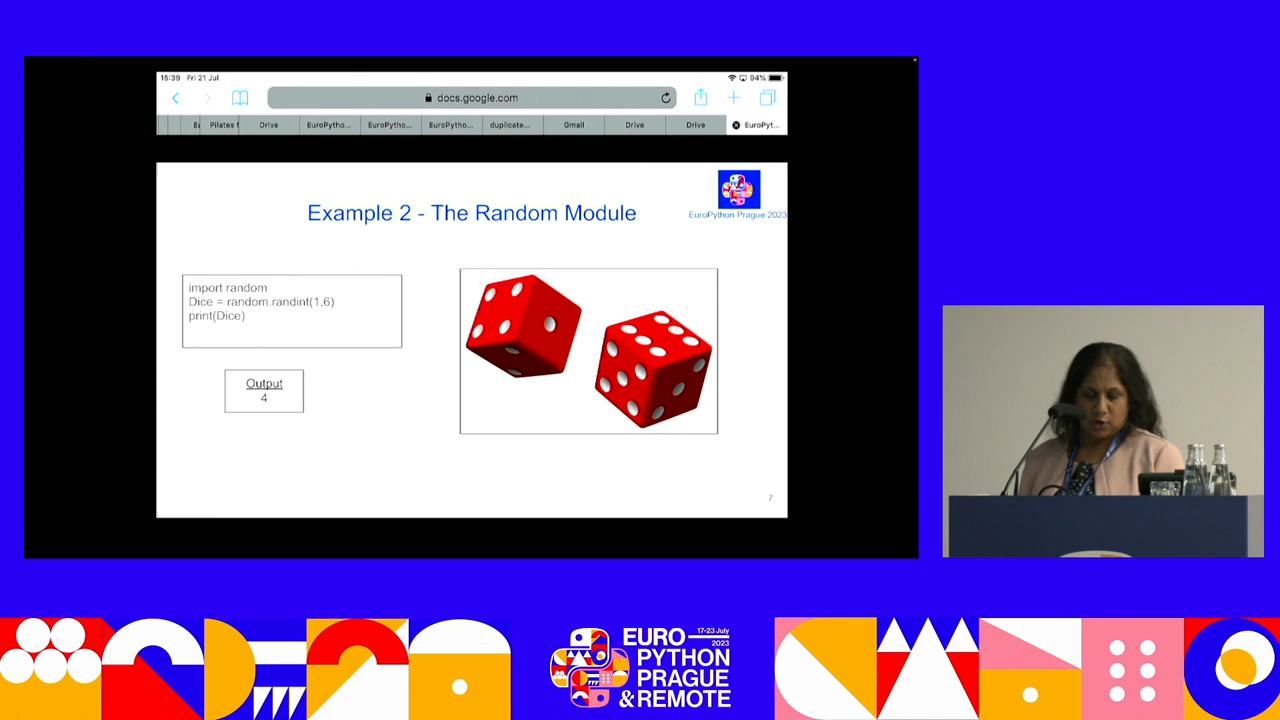 15:39 Fri 21 Jul
94%
docs.google.com
Pilates
Drive
EuroPytho...
EuroPytho...
EuroPytho...
duplicate...
Gmail
Drive
Drive
EuroPyt...
EuroPython Prague 2023
Example 2 - The Random Module
import random
Dice = random.randint(1,6)
print(Dice)
Output
4
7
EURO
17-23 July
2023
PYTHON
PRAGUE
& REMOTE